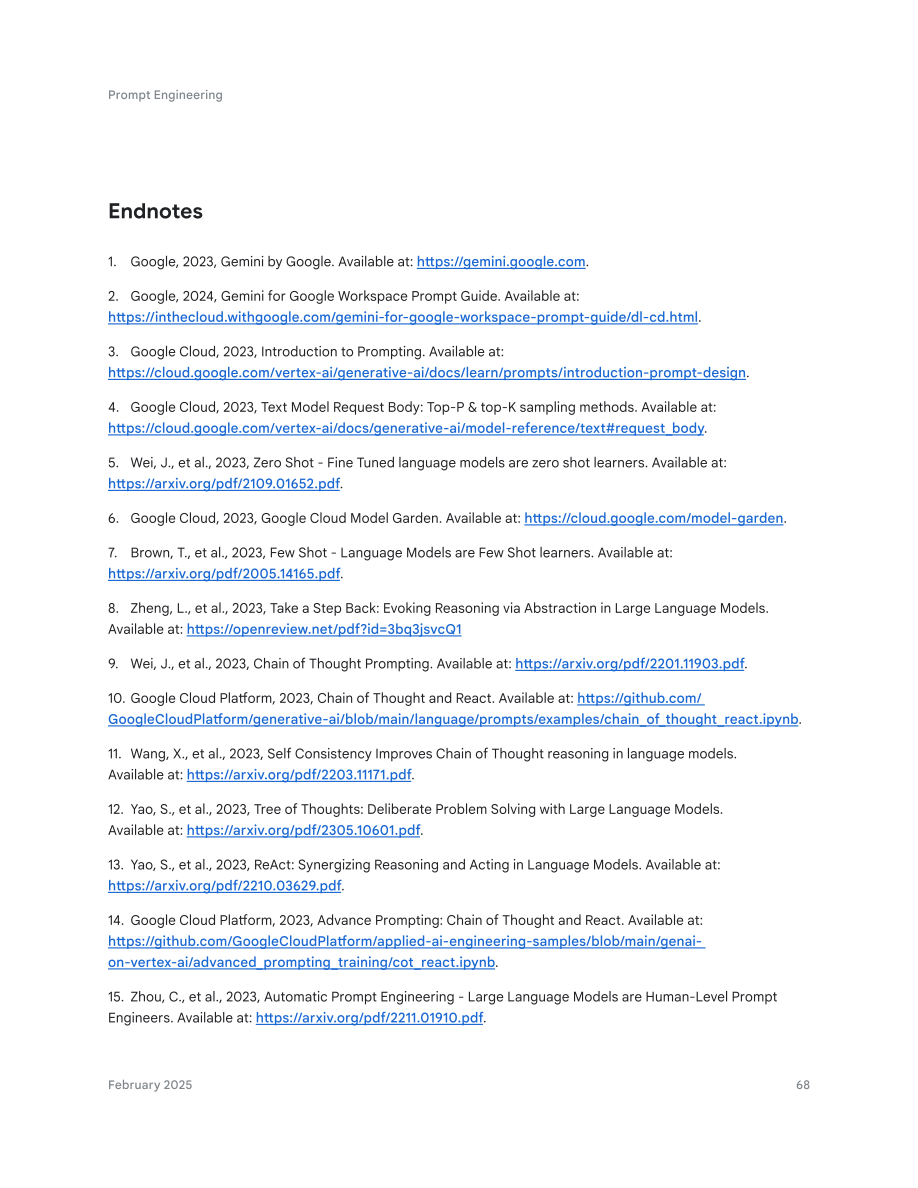 Prompt Engineering
Endnotes
1. Google, 2023, Gemini by Google. Available at: https://gemini.google.com.
2. Google, 2024, Gemini for Google Workspace Prompt Guide. Available at:
https://inthecloud.withgoogle.com/gemini-for-google-workspace-prompt-guide/dl-cd.html.
3. Google Cloud, 2023, Introduction to Prompting. Available at:
https://cloud.google.com/vertex-ai/generative-ai/docs/learn/prompts/introduction-prompt-design.
4. Google Cloud, 2023, Text Model Request Body: Top-P & top-K sampling methods. Available at:
https://cloud.google.com/vertex-ai/docs/generative-ai/model-reference/text#request_body.
5. Wei, J., et al., 2023, Zero Shot - Fine Tuned language models are zero shot learners. Available at:
https://arxiv.org/pdf/2109.01652.pdf.
6. Google Cloud, 2023, Google Cloud Model Garden. Available at: https://cloud.google.com/model-garden.
7. Brown, T., et al., 2023, Few Shot - Language Models are Few Shot learners. Available at:
https://arxiv.org/pdf/2005.14165.pdf.
8. Zheng, L., et al., 2023, Take a Step Back: Evoking Reasoning via Abstraction in Large Language Models.
Available at: https://openreview.net/pdf?id=3bq3jsvcQ1
9. Wei, J., et al., 2023, Chain of Thought Prompting. Available at: https://arxiv.org/pdf/2201.11903.pdf.
10. Google Cloud Platform, 2023, Chain of Thought and React. Available at: https://github.com/
GoogleCloudPlatform/generative-ai/blob/main/language/prompts/examples/chain_of_thought_react.ipynb.
11. Wang, X., et al., 2023, Self Consistency Improves Chain of Thought reasoning in language models.
Available at: https://arxiv.org/pdf/2203.11171.pdf.
12. Yao, S., et al., 2023, Tree of Thoughts: Deliberate Problem Solving with Large Language Models.
Available at: https://arxiv.org/pdf/2305.10601.pdf.
13. Yao, S., et al., 2023, ReAct: Synergizing Reasoning and Acting in Language Models. Available at:
https://arxiv.org/pdf/2210.03629.pdf.
14. Google Cloud Platform, 2023, Advance Prompting: Chain of Thought and React. Available at:
https://github.com/GoogleCloudPlatform/applied-ai-engineering-samples/blob/main/genai-
on-vertex-ai/advanced_prompting_training/cot_react.ipynb.
15. Zhou, C., et al., 2023, Automatic Prompt Engineering - Large Language Models are Human-Level Prompt
Engineers. Available at: https://arxiv.org/pdf/2211.01910.pdf.
February 2025 68